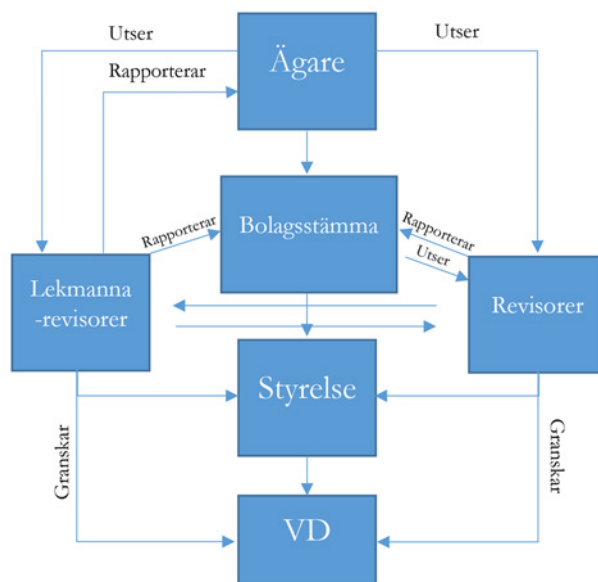 Utser
Utser
Ägare
Rapporterar
Bolagsstämma
Rapporterar
Rapporterar
Utser
Lekmanna
-revisorer
Revisorer
Styrelse
Granskar
Granskar
VD